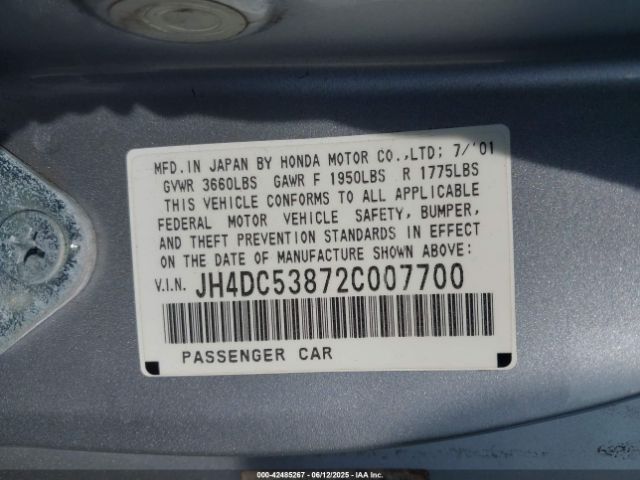 MFD. IN JAPAN BY HONDA MOTOR CO.,LTD; 7/'01
GVWR 3660LBS GAWR F 1950LBS R 1775LBS
THIS VEHICLE CONFORMS TO ALL APPLICABLE
FEDERAL MOTOR VEHICLE SAFETY, BUMPER,
AND THEFT PREVENTION STANDARDS IN EFFECT
ON THE DATE OF MANUFACTURE SHOWN ABOVE:
V.I.N. JH4DC53872C007700
PASSENGER CAR
000-42485267 - 06/12/2025 - IAA Inc.